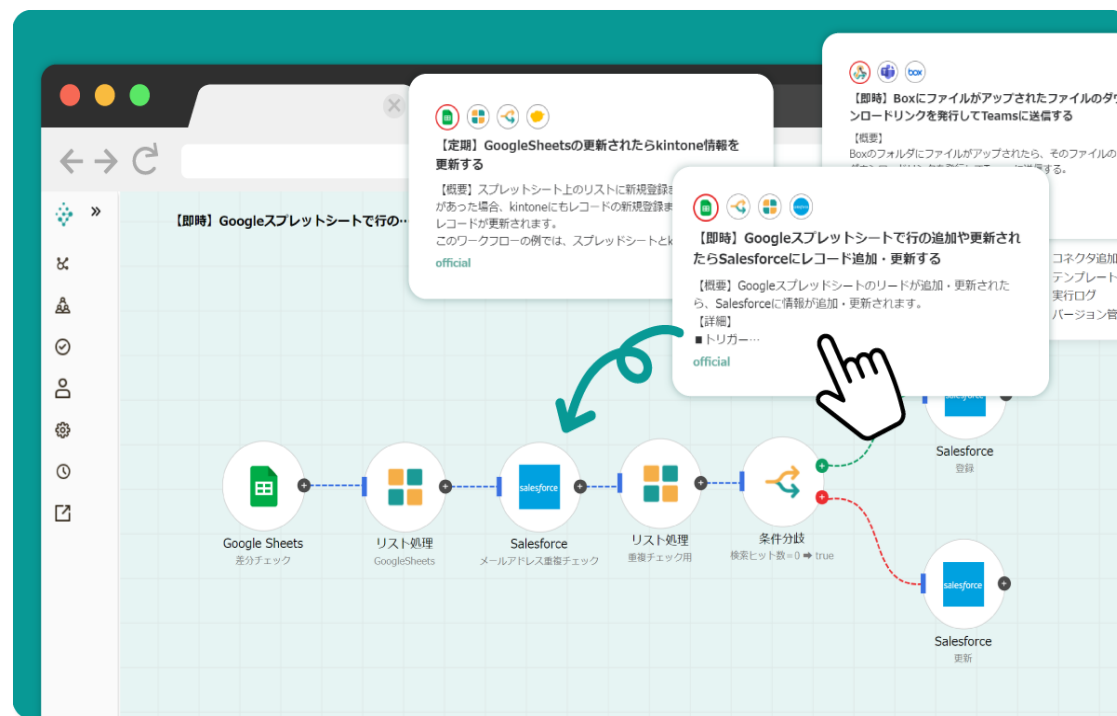 【即時】Googleスプレットシートで行の…
【定期】GoogleSheetsの更新されたらkintone情報を
更新する
【概要】スプレットシート上のリストに新規登録ま
があった場合、kintoneにもレコードの新規登録ま
レコードが更新されます。
このワークフローの例では、スプレッドシートとk
official
【即時】Boxにファイルがアップされたファイルのダウ
ンロードリンクを発行してTeamsに送信する
【概要】
Boxのフォルダにファイルがアップされたら、そのファイルの
する。
box
【即時】Googleスプレットシートで行の追加や更新され
たらSalesforceにレコード追加・更新する
【概要】Googleスプレッドシートのリードが追加・更新された
ら、Salesforceに情報が追加・更新されます。
【詳細】
■トリガー…
official
コネクタ追加
テンプレート
実行ログ
バージョン管
Google Sheets
差分チェック
リスト処理
GoogleSheets
salesforce
Salesforce
メールアドレス重複チェック
リスト処理
重複チェック用
条件分岐
検索ヒット数=0 ➡ true
Salesforce
登録
salesforce
Salesforce
更新